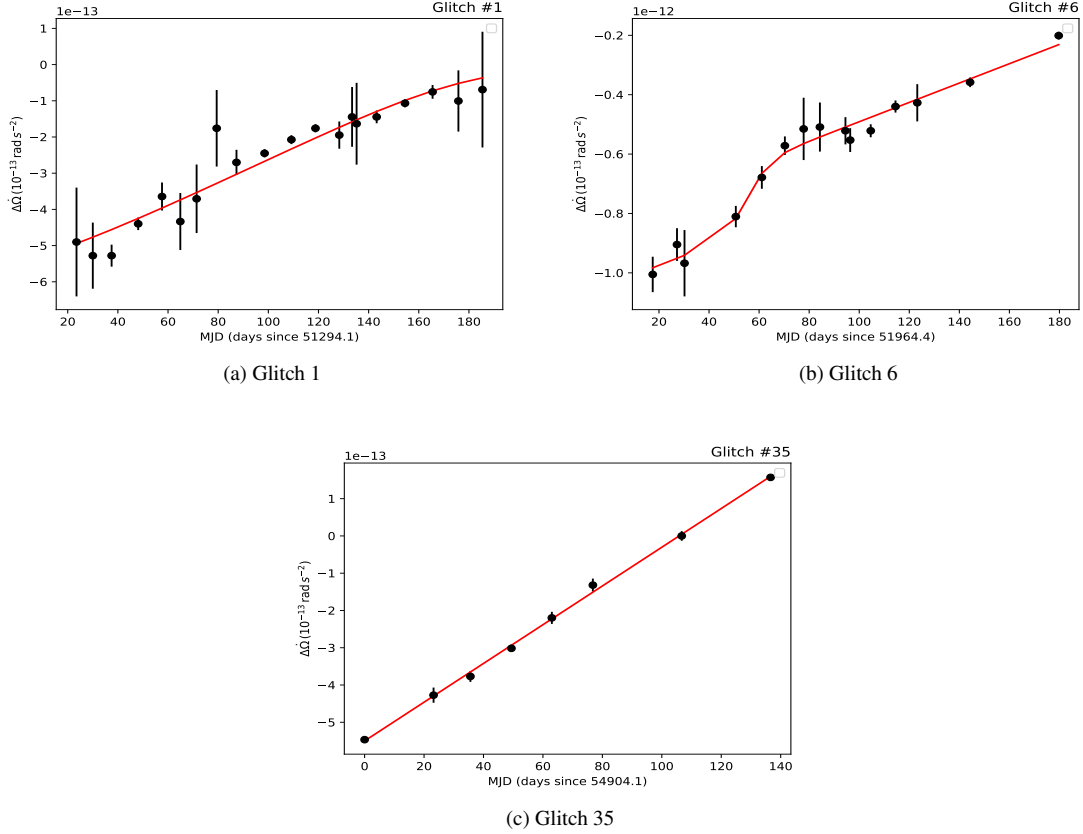 1e−13
Glitch #1
1
0
−1
−2
−3
−4
−5
−6
ΔΩ̇ (10⁻¹³ rad s⁻²)
20 40 60 80 100 120 140 160 180
MJD (days since 51294.1)
(a) Glitch 1
1e−12
Glitch #6
−0.2
−0.4
−0.6
−0.8
−1.0
ΔΩ̇ (10⁻¹³ rad s⁻²)
20 40 60 80 100 120 140 160 180
MJD (days since 51964.4)
(b) Glitch 6
1e−13
Glitch #35
1
0
−1
−2
−3
−4
−5
ΔΩ̇ (10⁻¹³ rad s⁻²)
0 20 40 60 80 100 120 140
MJD (days since 54904.1)
(c) Glitch 35